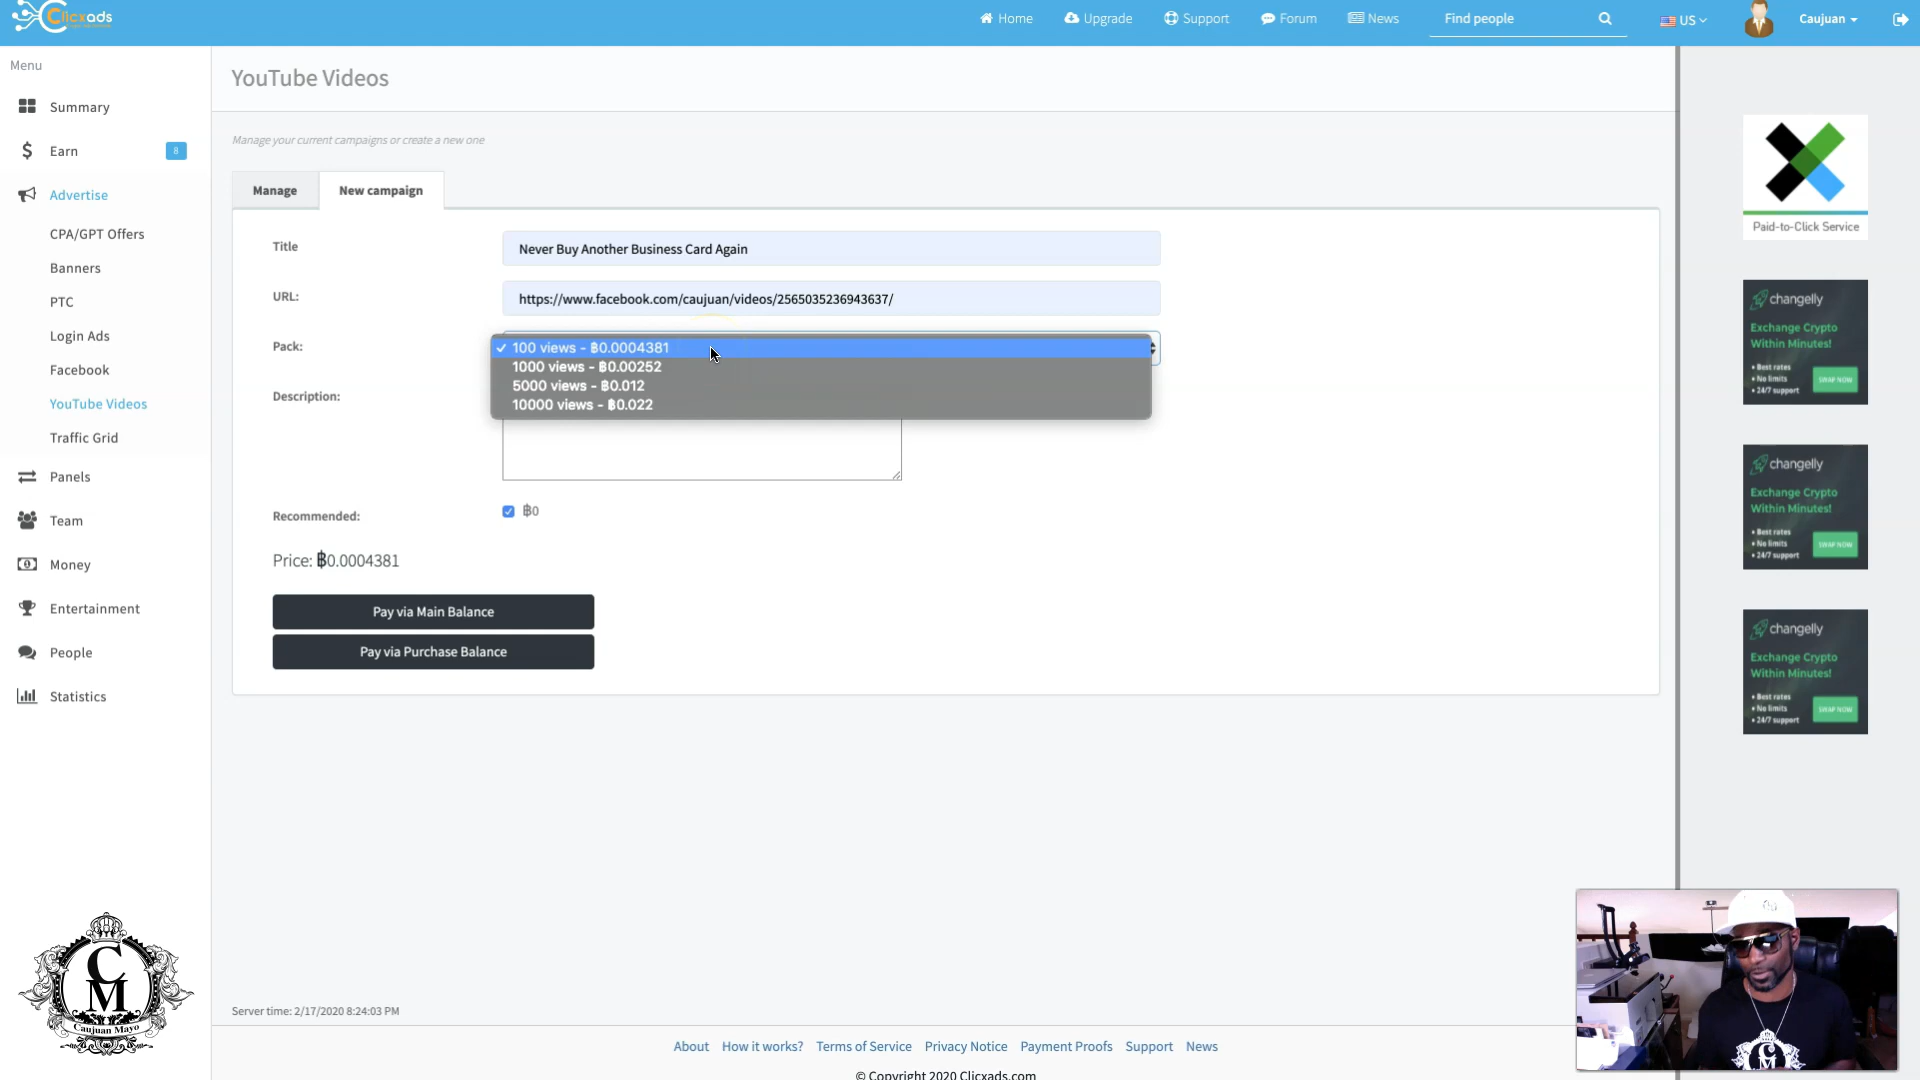 Clicxads
Home
Upgrade
Support
Forum
News
Find people
US
Caujuan
Menu
Summary
Earn
8
Advertise
CPA/GPT Offers
Banners
PTC
Login Ads
Facebook
YouTube Videos
Traffic Grid
Panels
Team
Money
Entertainment
People
Statistics
YouTube Videos
Manage your current campaigns or create a new one
Manage
New campaign
Title
Never Buy Another Business Card Again
URL:
https://www.facebook.com/caujuan/videos/2565035236943637/
Pack:
✓ 100 views - ฿0.0004381
1000 views - ฿0.00252
5000 views - ฿0.012
10000 views - ฿0.022
Description:
Recommended:
฿0
Price: ฿0.0004381
Pay via Main Balance
Pay via Purchase Balance
Paid-to-Click Service
changelly
Exchange Crypto
Within Minutes!
• Best rates
• No limits
• 24/7 support
SWAP NOW
changelly
Exchange Crypto
Within Minutes!
• Best rates
• No limits
• 24/7 support
SWAP NOW
changelly
Exchange Crypto
Within Minutes!
• Best rates
• No limits
• 24/7 support
SWAP NOW
C
M
Caujuan Mayo
Server time: 2/17/2020 8:24:03 PM
About
How it works?
Terms of Service
Privacy Notice
Payment Proofs
Support
News
© Copyright 2020 Clicxads.com